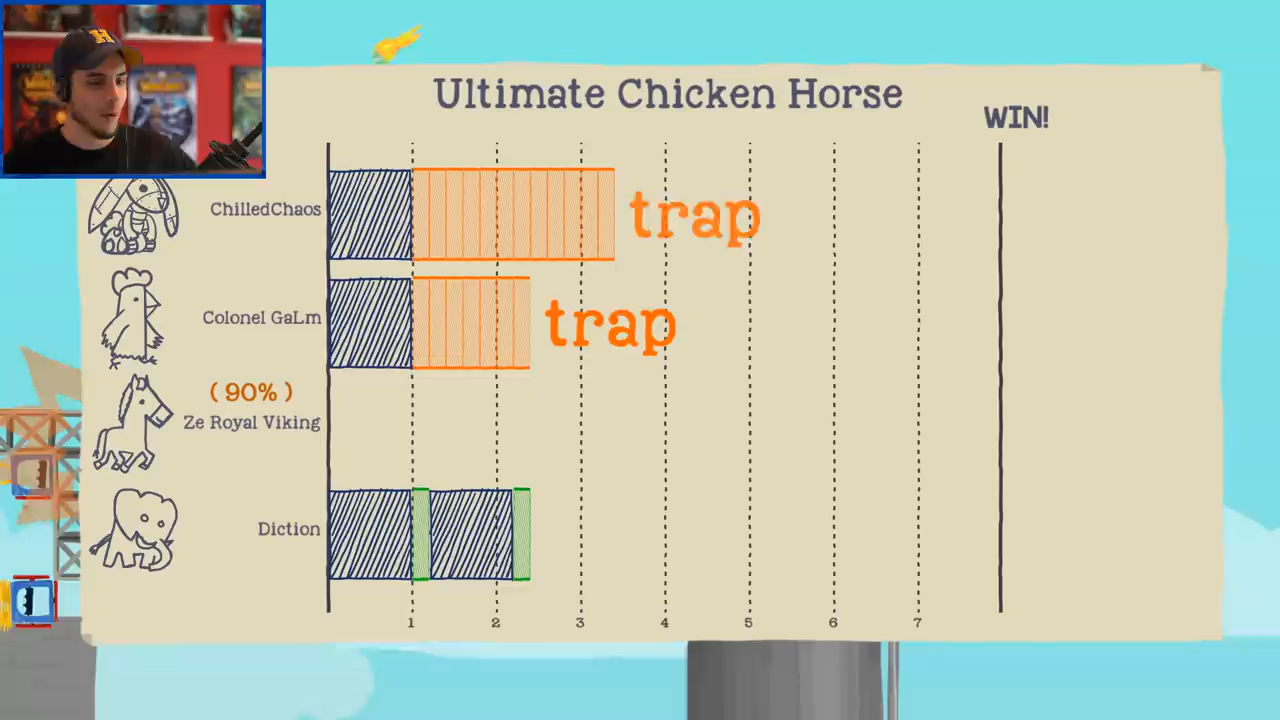 H
Ultimate Chicken Horse
WIN!
ChilledChaos
trap
Colonel GaLm
trap
( 90% )
Ze Royal Viking
Diction
1 2 3 4 5 6 7